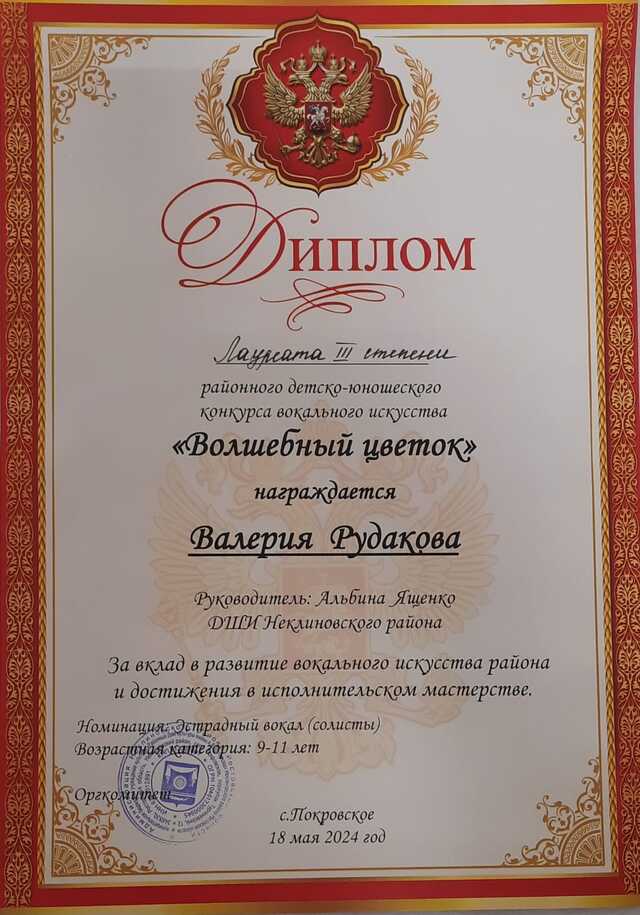 Диплом
Лауреата III степени
районного детско-юношеского
конкурса вокального искусства
«Волшебный цветок»
награждается
Валерия Рудакова
Руководитель: Альбина Ященко
ДШИ Неклиновского района
За вклад в развитие вокального искусства района
и достижения в исполнительском мастерстве.
Номинация: Эстрадный вокал (солисты)
Возрастная категория: 9-11 лет
Оргкомитет
с.Покровское
18 мая 2024 год